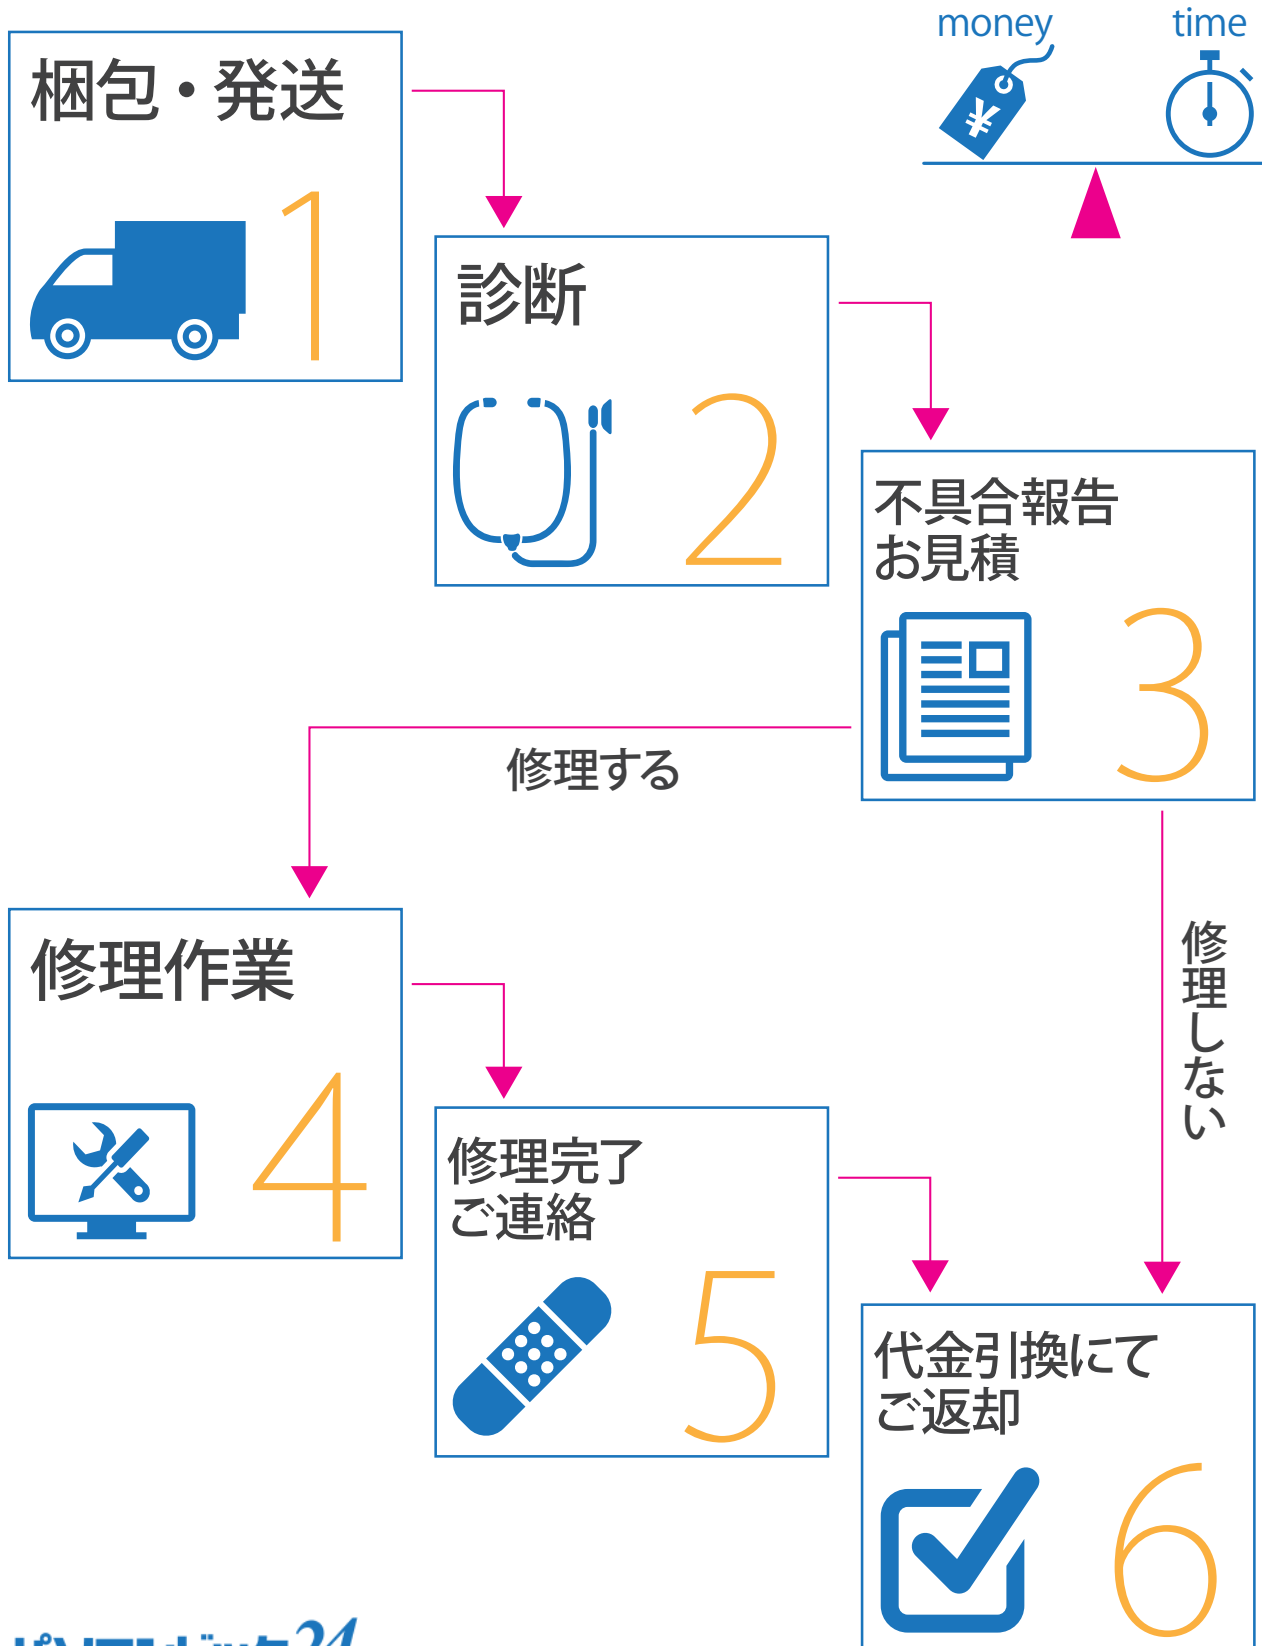 money
time
¥
梱包・発送
1
診断
2
不具合報告
お見積
3
修理する
修理しない
修理作業
4
修理完了
ご連絡
5
代金引換にて
ご返却
6
24